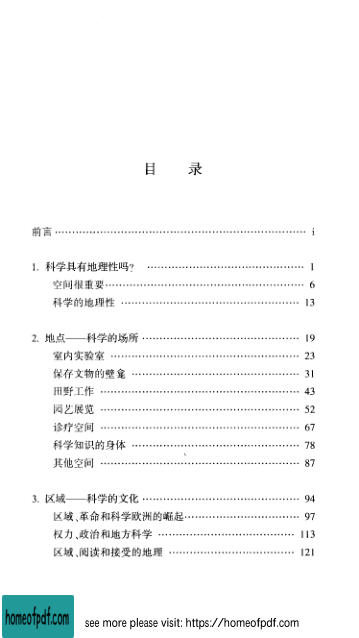 目 录
前言 …… i
1. 科学具有地理性吗? …… 1
空间很重要 …… 6
科学的地理性 …… 13
2. 地点——科学的场所 …… 19
室内实验室 …… 23
保存文物的壁龛 …… 31
田野工作 …… 43
园艺展览 …… 52
诊疗空间 …… 67
科学知识的身体 …… 78
其他空间 …… 87
3. 区域——科学的文化 …… 94
区域、革命和科学欧洲的崛起 …… 97
权力、政治和地方科学 …… 113
区域、阅读和接受的地理 …… 121
homeofpdf.com
see more please visit: https://homeofpdf.com